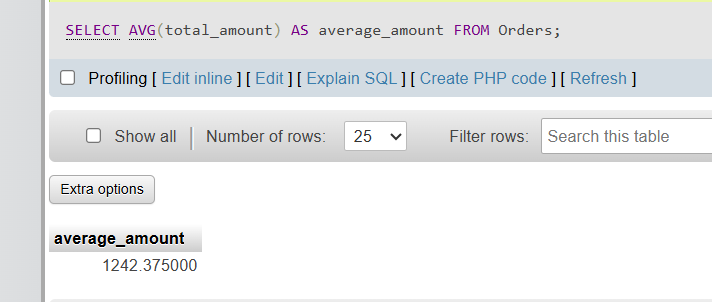 SELECT AVG(total_amount) AS average_amount FROM Orders;
Profiling [ Edit inline ] [ Edit ] [ Explain SQL ] [ Create PHP code ] [ Refresh ]
Show all Number of rows: 25 Filter rows: Search this table
Extra options
average_amount
1242.375000